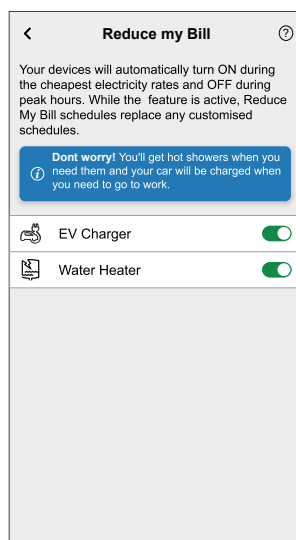 Reduce my Bill
Your devices will automatically turn ON during
the cheapest electricity rates and OFF during
peak hours. While the feature is active, Reduce
My Bill schedules replace any customised
schedules.
Dont worry! You'll get hot showers when you
need them and your car will be charged when
you need to go to work.
EV Charger
Water Heater